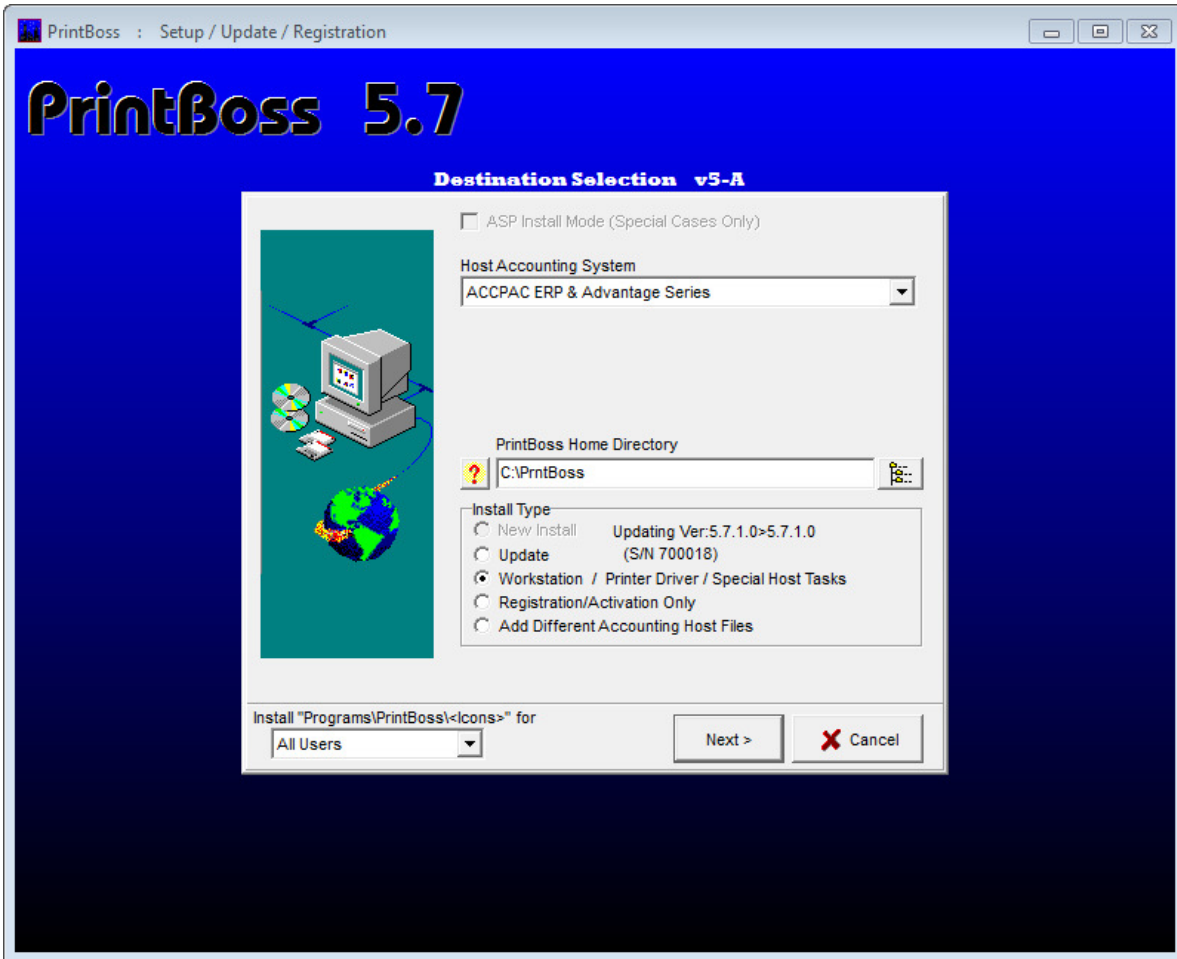 PrintBoss : Setup / Update / Registration
PrintBoss 5.7
Destination Selection v5-A
ASP Install Mode (Special Cases Only)
Host Accounting System
ACCPAC ERP & Advantage Series
PrintBoss Home Directory
? C:\PrntBoss
Install Type
New Install Updating Ver:5.7.1.0>5.7.1.0
Update (S/N 700018)
Workstation / Printer Driver / Special Host Tasks
Registration/Activation Only
Add Different Accounting Host Files
Install "Programs\PrintBoss\<Icons>" for
All Users
Next >
Cancel